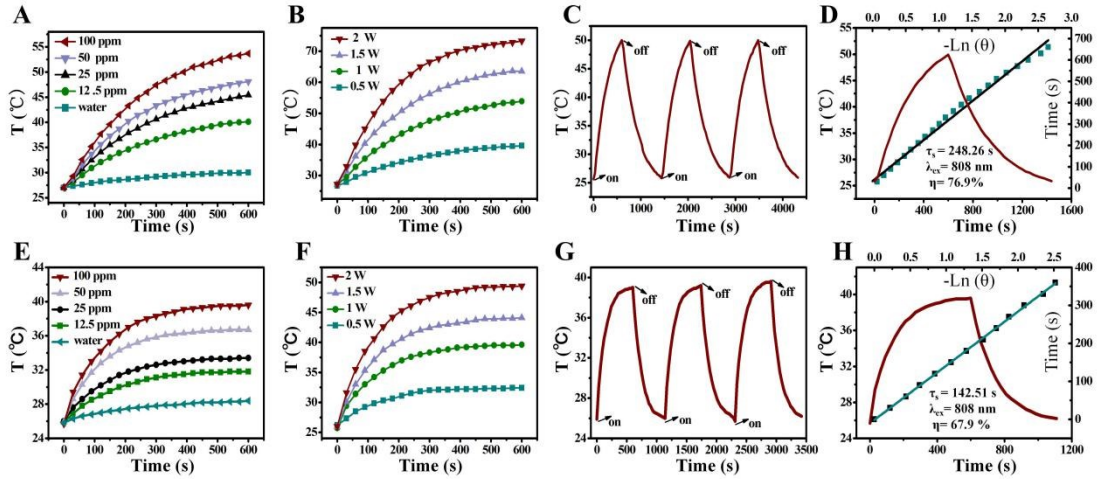 A
T (℃)
55
50
45
40
35
30
25
100 ppm
50 ppm
25 ppm
12.5 ppm
water
0 100 200 300 400 500 600
Time (s)
B
T (℃)
70
60
50
40
30
2 W
1.5 W
1 W
0.5 W
0 100 200 300 400 500 600
Time (s)
C
T (℃)
50
45
40
35
30
25
off
off
off
on
on
on
0 1000 2000 3000 4000
Time (s)
D
0.0 0.5 1.0 1.5 2.0 2.5 3.0
-Ln (θ)
T (℃)
55
50
45
40
35
30
25
τs = 248.26 s
λex= 808 nm
η= 76.9%
700
600
500
400
300
200
100
0
Time (s)
0 400 800 1200 1600
Time (s)
E
T (℃)
44
40
36
32
28
24
100 ppm
50 ppm
25 ppm
12.5 ppm
water
0 100 200 300 400 500 600
Time (s)
F
T (℃)
50
45
40
35
30
25
2 W
1.5 W
1 W
0.5 W
0 100 200 300 400 500 600
Time (s)
G
T (℃)
40
35
30
25
off
off
off
on
on
on
0 500 1000 1500 2000 2500 3000 3500
Time (s)
H
0.0 0.5 1.0 1.5 2.0 2.5
-Ln (θ)
T (℃)
40
36
32
28
24
τs = 142.51 s
λex= 808 nm
η= 67.9 %
400
300
200
100
0
Time (s)
0 400 800 1200
Time (s)